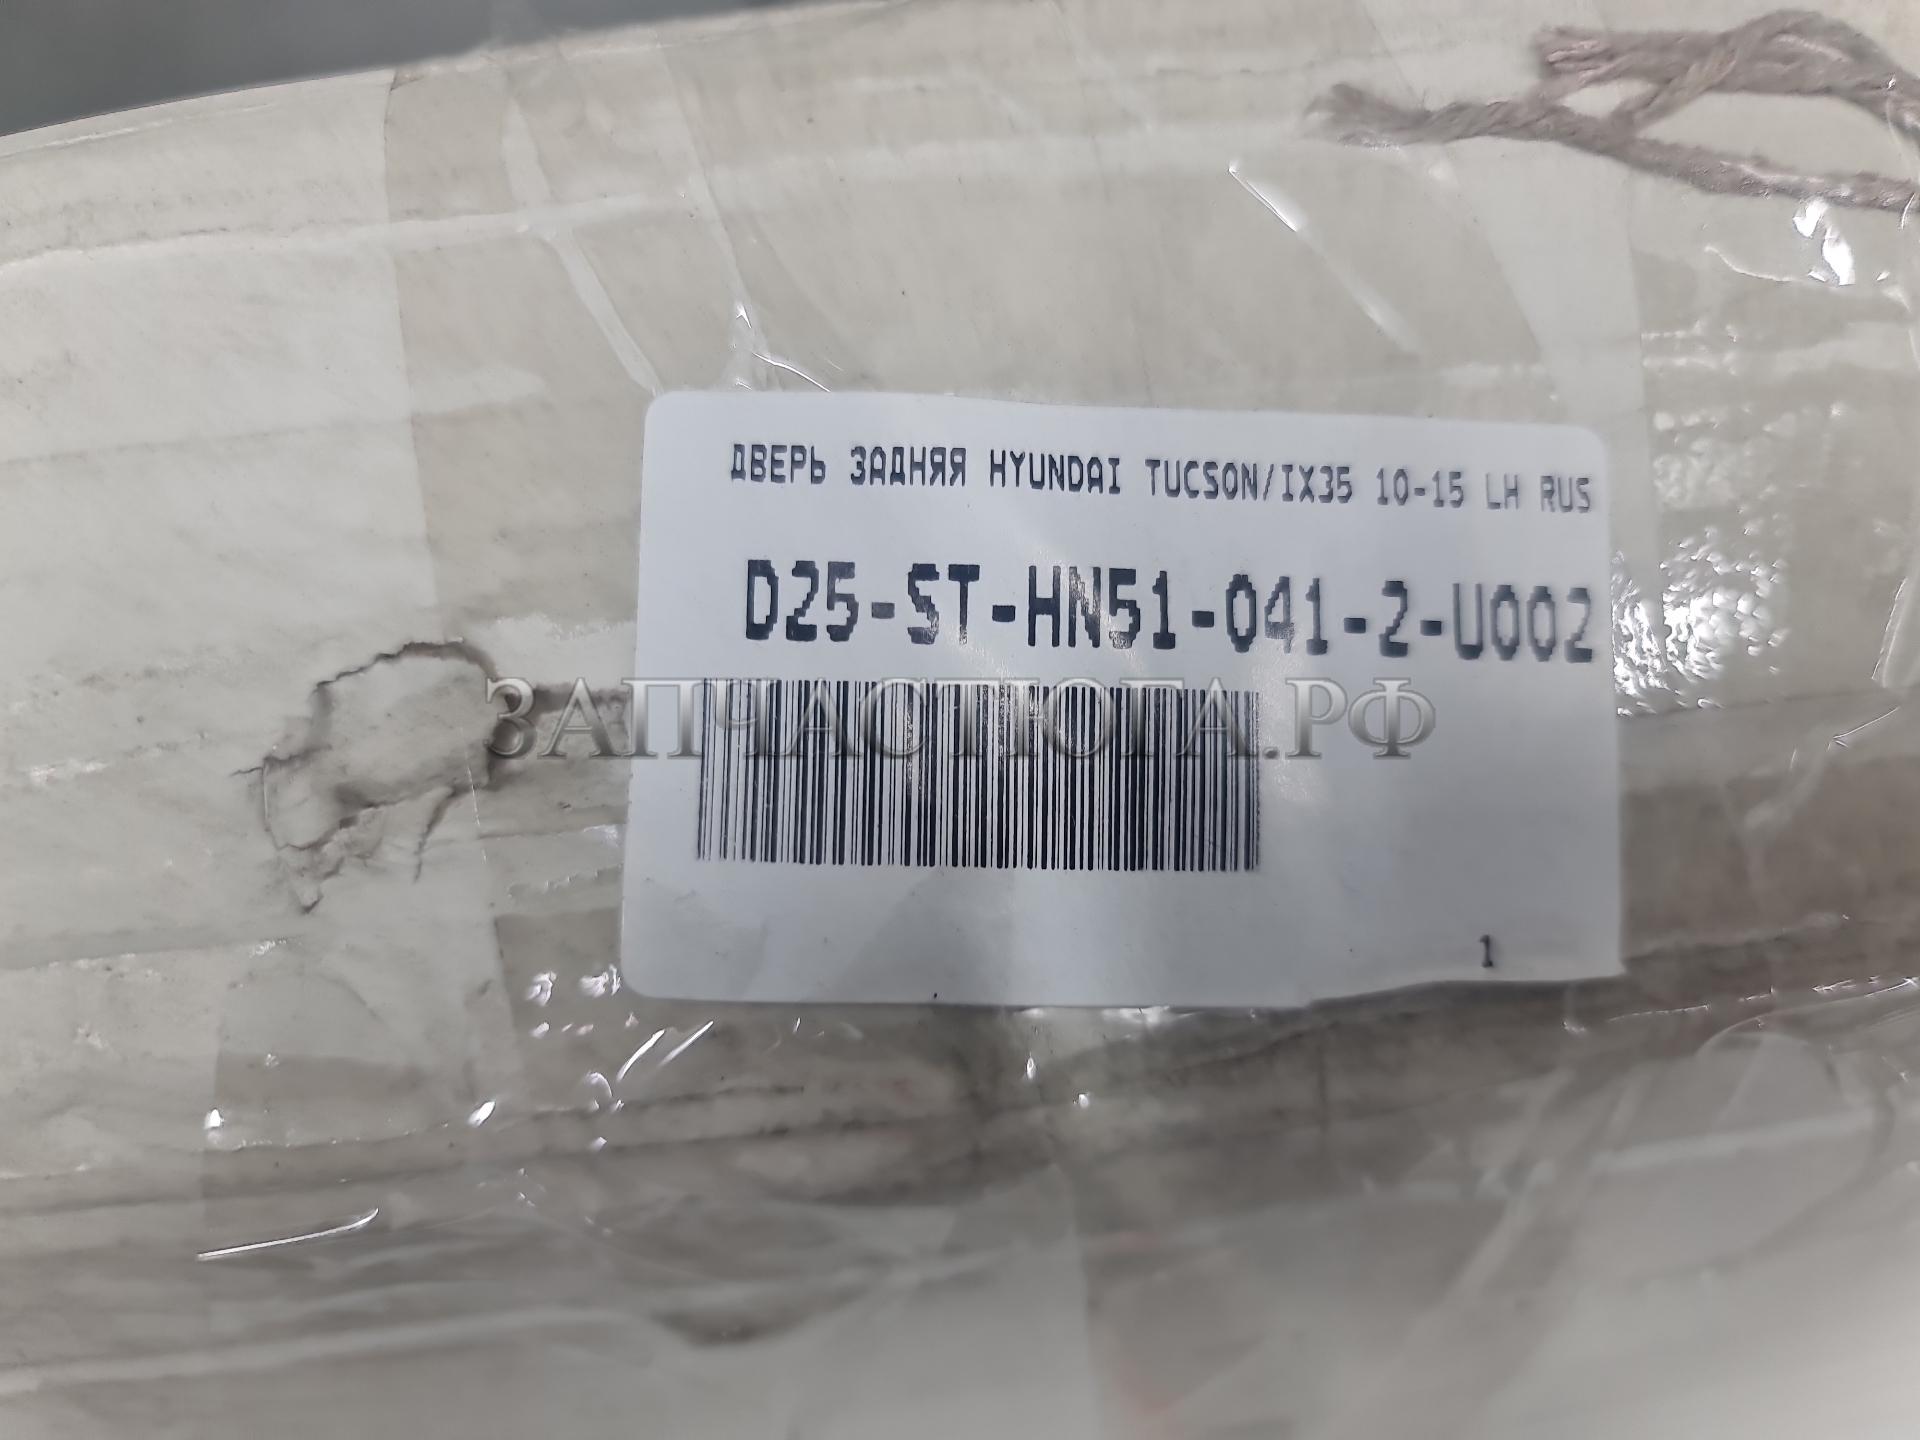 ДВЕРЬ ЗАДНЯЯ HYUNDAI TUCSON/IX35 10-15 LH RUS
D25-ST-HN51-041-2-U002
ЗАПЧАСТЮГА.РФ
1